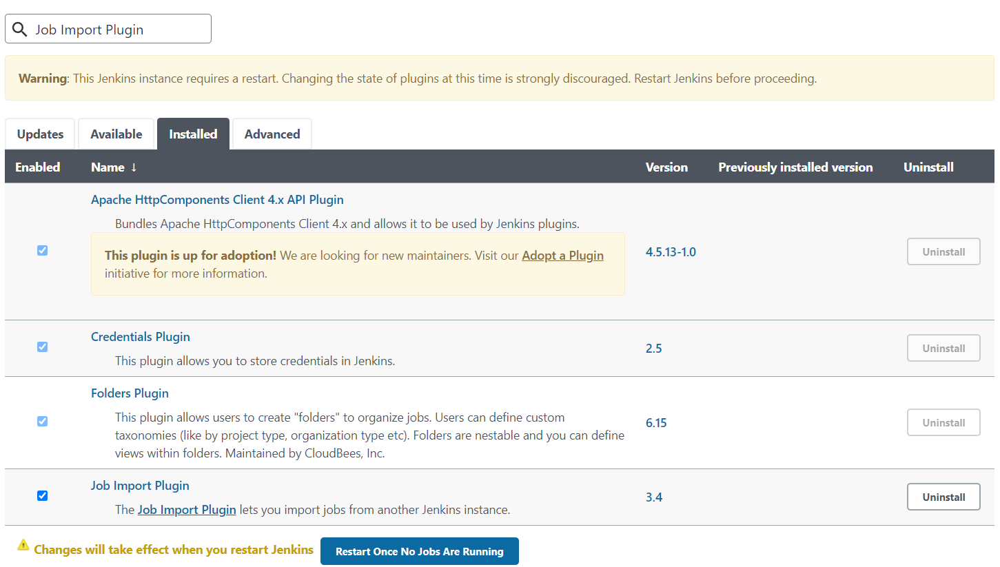 Job Import Plugin
Warning: This Jenkins instance requires a restart. Changing the state of plugins at this time is strongly discouraged. Restart Jenkins before proceeding.
Updates Available Installed Advanced
Enabled Name ↓ Version Previously installed version Uninstall
Apache HttpComponents Client 4.x API Plugin
Bundles Apache HttpComponents Client 4.x and allows it to be used by Jenkins plugins.
This plugin is up for adoption! We are looking for new maintainers. Visit our Adopt a Plugin
initiative for more information.
4.5.13-1.0 Uninstall
Credentials Plugin
This plugin allows you to store credentials in Jenkins.
2.5 Uninstall
Folders Plugin
This plugin allows users to create "folders" to organize jobs. Users can define custom
taxonomies (like by project type, organization type etc). Folders are nestable and you can define
views within folders. Maintained by CloudBees, Inc.
6.15 Uninstall
Job Import Plugin
The Job Import Plugin lets you import jobs from another Jenkins instance.
3.4 Uninstall
Changes will take effect when you restart Jenkins Restart Once No Jobs Are Running